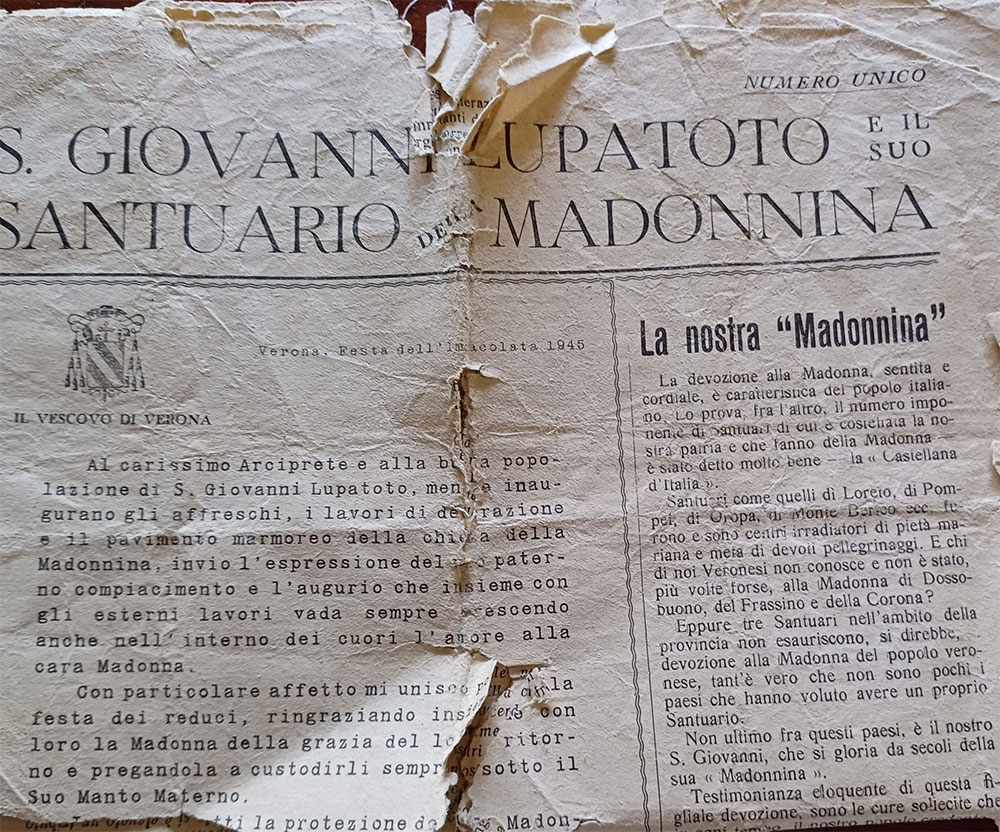 NUMERO UNICO
S. GIOVANNI LUPATOTO E IL SUO
SANTUARIO DELLA MADONNINA
IL VESCOVO DI VERONA
Verona, Festa dell'Immacolata 1945
Al carissimo Arciprete e alla buona popo-
lazione di S. Giovanni Lupatoto, mentre inau-
gurano gli affreschi, i lavori di decorazione
e il pavimento marmoreo della chiesa della
Madonnina, invio l'espressione del mio pater-
no compiacimento e l'augurio che insieme con
gli esterni lavori vada sempre crescendo
anche nell'interno dei cuori l'amore alla
cara Madonna.
Con particolare affetto mi unisco alla
festa dei reduci, ringraziando insieme con
loro la Madonna della grazia del loro ritor-
no e pregandola a custodirli sempre sotto il
Suo Manto Materno.
tti la protezione d Madon-
La nostra "Madonnina"
La devozione alla Madonna, sentita e
cordiale, è caratteristica del popolo italia-
no. Lo prova, fra l'altro, il numero impo-
nente di Santuari di cui è costellata la no-
stra patria e che fanno della Madonna —
è stato detto molto bene — la « Castellana
d'Italia ».
Santuari come quelli di Loreto, di Pom-
pei, di Oropa, di Monte Berico ecc. fu-
rono e sono centri irradiatori di pietà ma-
riana e meta di devoti pellegrinaggi. E chi
di noi Veronesi non conosce e non è stato,
più volte forse, alla Madonna di Dosso-
buono, del Frassino e della Corona?
Eppure tre Santuari nell'ambito della
provincia non esauriscono, si direbbe,
devozione alla Madonna del popolo vero-
nese, tant'è vero che non sono pochi i
paesi che hanno voluto avere un proprio
Santuario.
Non ultimo fra questi paesi, è il nostro
S. Giovanni, che si gloria da secoli della
sua « Madonnina ».
Testimonianza eloquente di questa fi-
gliale devozione, sono le cure sollecite che